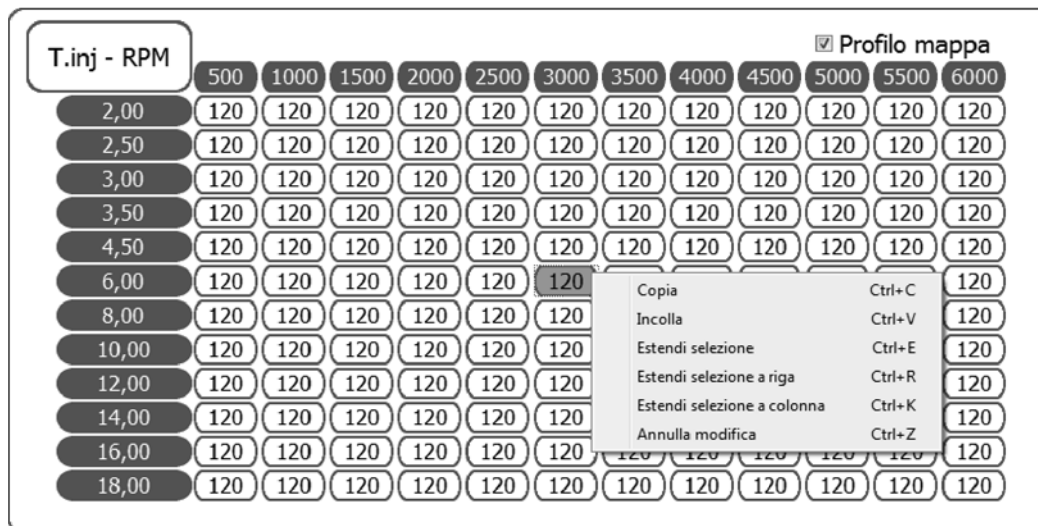 Profilo mappa
T.inj - RPM
500 1000 1500 2000 2500 3000 3500 4000 4500 5000 5500 6000
2,00 120 120 120 120 120 120 120 120 120 120 120 120
2,50 120 120 120 120 120 120 120 120 120 120 120 120
3,00 120 120 120 120 120 120 120 120 120 120 120 120
3,50 120 120 120 120 120 120 120 120 120 120 120 120
4,50 120 120 120 120 120 120 120 120 120 120 120 120
6,00 120 120 120 120 120 120 120
8,00 120 120 120 120 120 120 120
10,00 120 120 120 120 120 120 120
12,00 120 120 120 120 120 120 120
14,00 120 120 120 120 120 120 120
16,00 120 120 120 120 120 120 120 120 120 120 120 120
18,00 120 120 120 120 120 120 120 120 120 120 120 120
Copia Ctrl+C
Incolla Ctrl+V
Estendi selezione Ctrl+E
Estendi selezione a riga Ctrl+R
Estendi selezione a colonna Ctrl+K
Annulla modifica Ctrl+Z